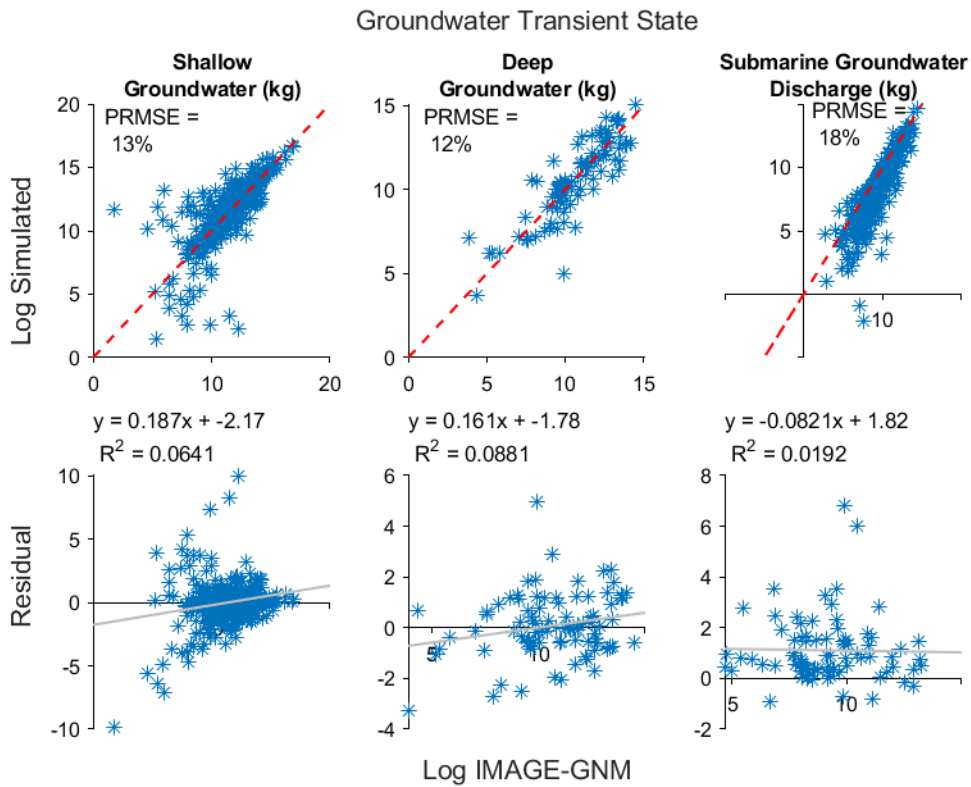 Groundwater Transient State
Shallow
Groundwater (kg)
Deep
Groundwater (kg)
Submarine Groundwater
Discharge (kg)
PRMSE =
13%
PRMSE =
12%
PRMSE =
18%
Log Simulated
20
15
10
5
0
0
10
20
15
10
5
0
0
5
10
15
10
5
10
y = 0.187x + -2.17
R² = 0.0641
y = 0.161x + -1.78
R² = 0.0881
y = -0.0821x + 1.82
R² = 0.0192
Residual
10
5
0
-5
-10
6
4
2
0
-2
-4
5
10
8
6
4
2
0
-2
5
10
Log IMAGE-GNM